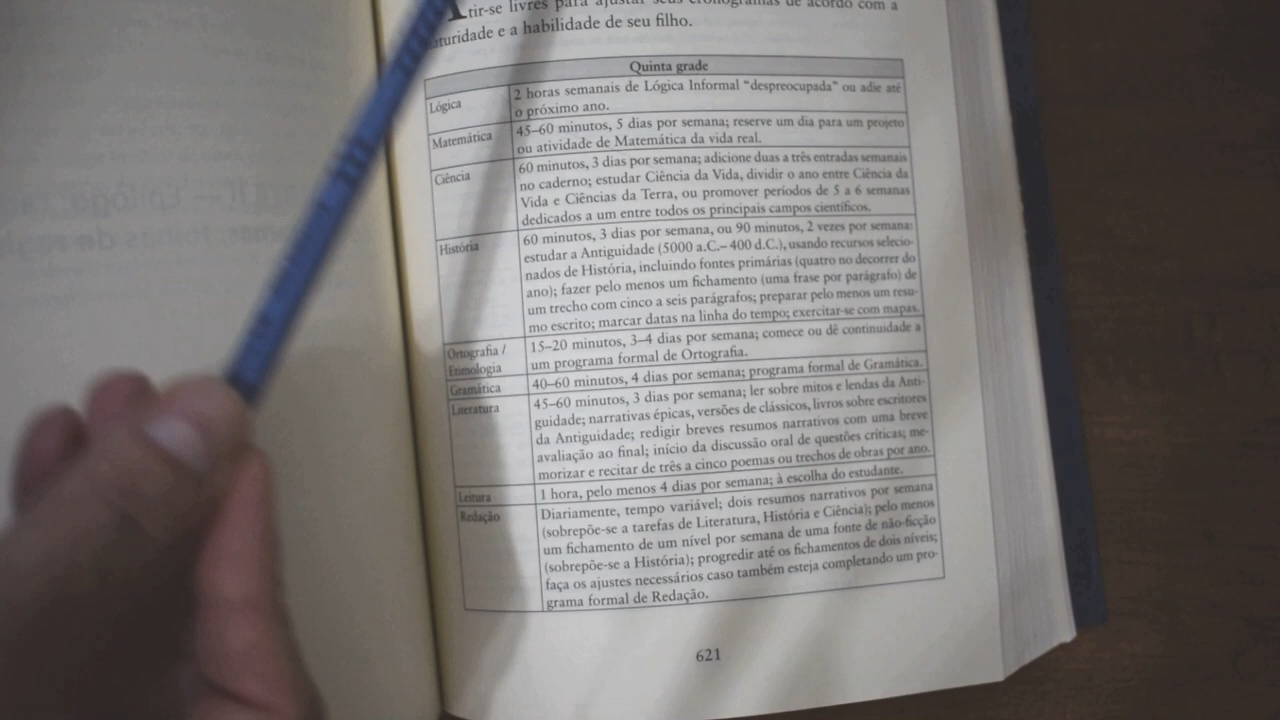 tir-se livres para ajustar seus cronogramas de acordo com a
aturidade e a habilidade de seu filho.
Quinta grade
Lógica
2 horas semanais de Lógica Informal “despreocupada” ou adie até
o próximo ano.
Matemática
45–60 minutos, 5 dias por semana; reserve um dia para um projeto
ou atividade de Matemática da vida real.
Ciência
60 minutos, 3 dias por semana; adicione duas a três entradas semanais
no caderno; estudar Ciência da Vida, dividir o ano entre Ciência da
Vida e Ciências da Terra, ou promover períodos de 5 a 6 semanas
dedicados a um entre todos os principais campos científicos.
História
60 minutos, 3 dias por semana, ou 90 minutos, 2 vezes por semana:
estudar a Antiguidade (5000 a.C.– 400 d.C.), usando recursos selecio-
nados de História, incluindo fontes primárias (quatro no decorrer do
ano); fazer pelo menos um fichamento (uma frase por parágrafo) de
um trecho com cinco a seis parágrafos; preparar pelo menos um resu-
mo escrito; marcar datas na linha do tempo; exercitar-se com mapas.
Ortografia /
Etimologia
15–20 minutos, 3–4 dias por semana; comece ou dê continuidade a
um programa formal de Ortografia.
Gramática
40–60 minutos, 4 dias por semana; programa formal de Gramática.
Literatura
45–60 minutos, 3 dias por semana; ler sobre mitos e lendas da Anti-
guidade; narrativas épicas, versões de clássicos, livros sobre escritores
da Antiguidade; redigir breves resumos narrativos com uma breve
avaliação ao final; início da discussão oral de questões críticas; me-
morizar e recitar de três a cinco poemas ou trechos de obras por ano.
Leitura
1 hora, pelo menos 4 dias por semana; à escolha do estudante.
Redação
Diariamente, tempo variável; dois resumos narrativos por semana
(sobrepõe-se a tarefas de Literatura, História e Ciência); pelo menos
um fichamento de um nível por semana de uma fonte de não-ficção
(sobrepõe-se a História); progredir até os fichamentos de dois níveis;
faça os ajustes necessários caso também esteja completando um pro-
grama formal de Redação.
621